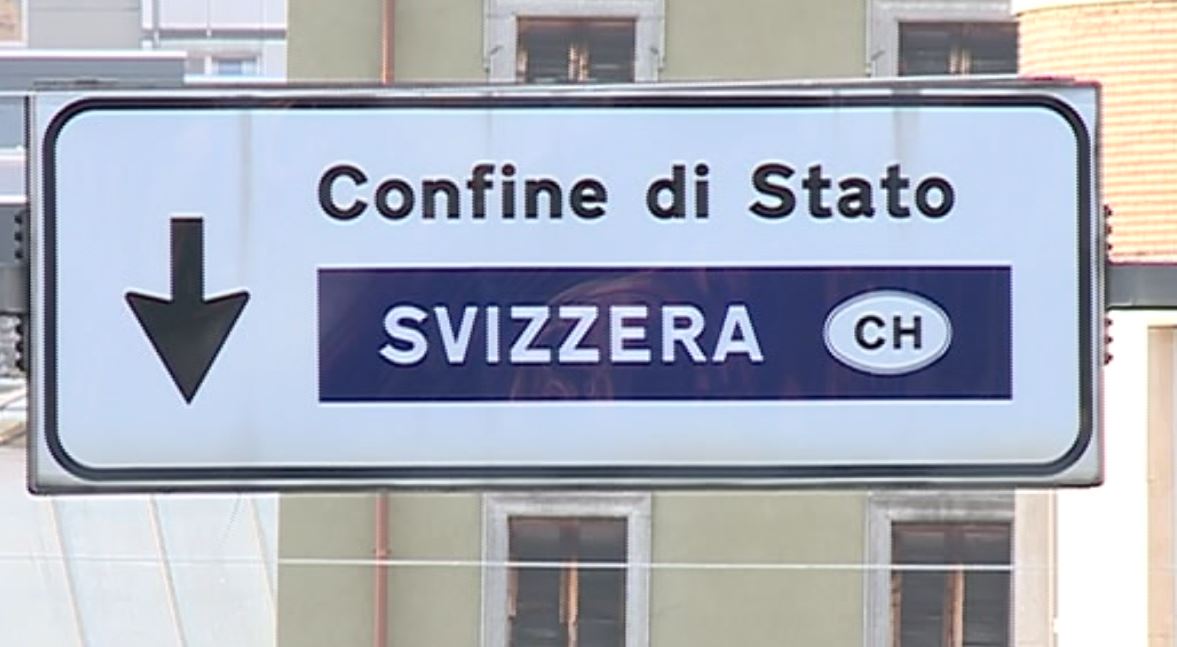 Confine di Stato
SVIZZERA CH